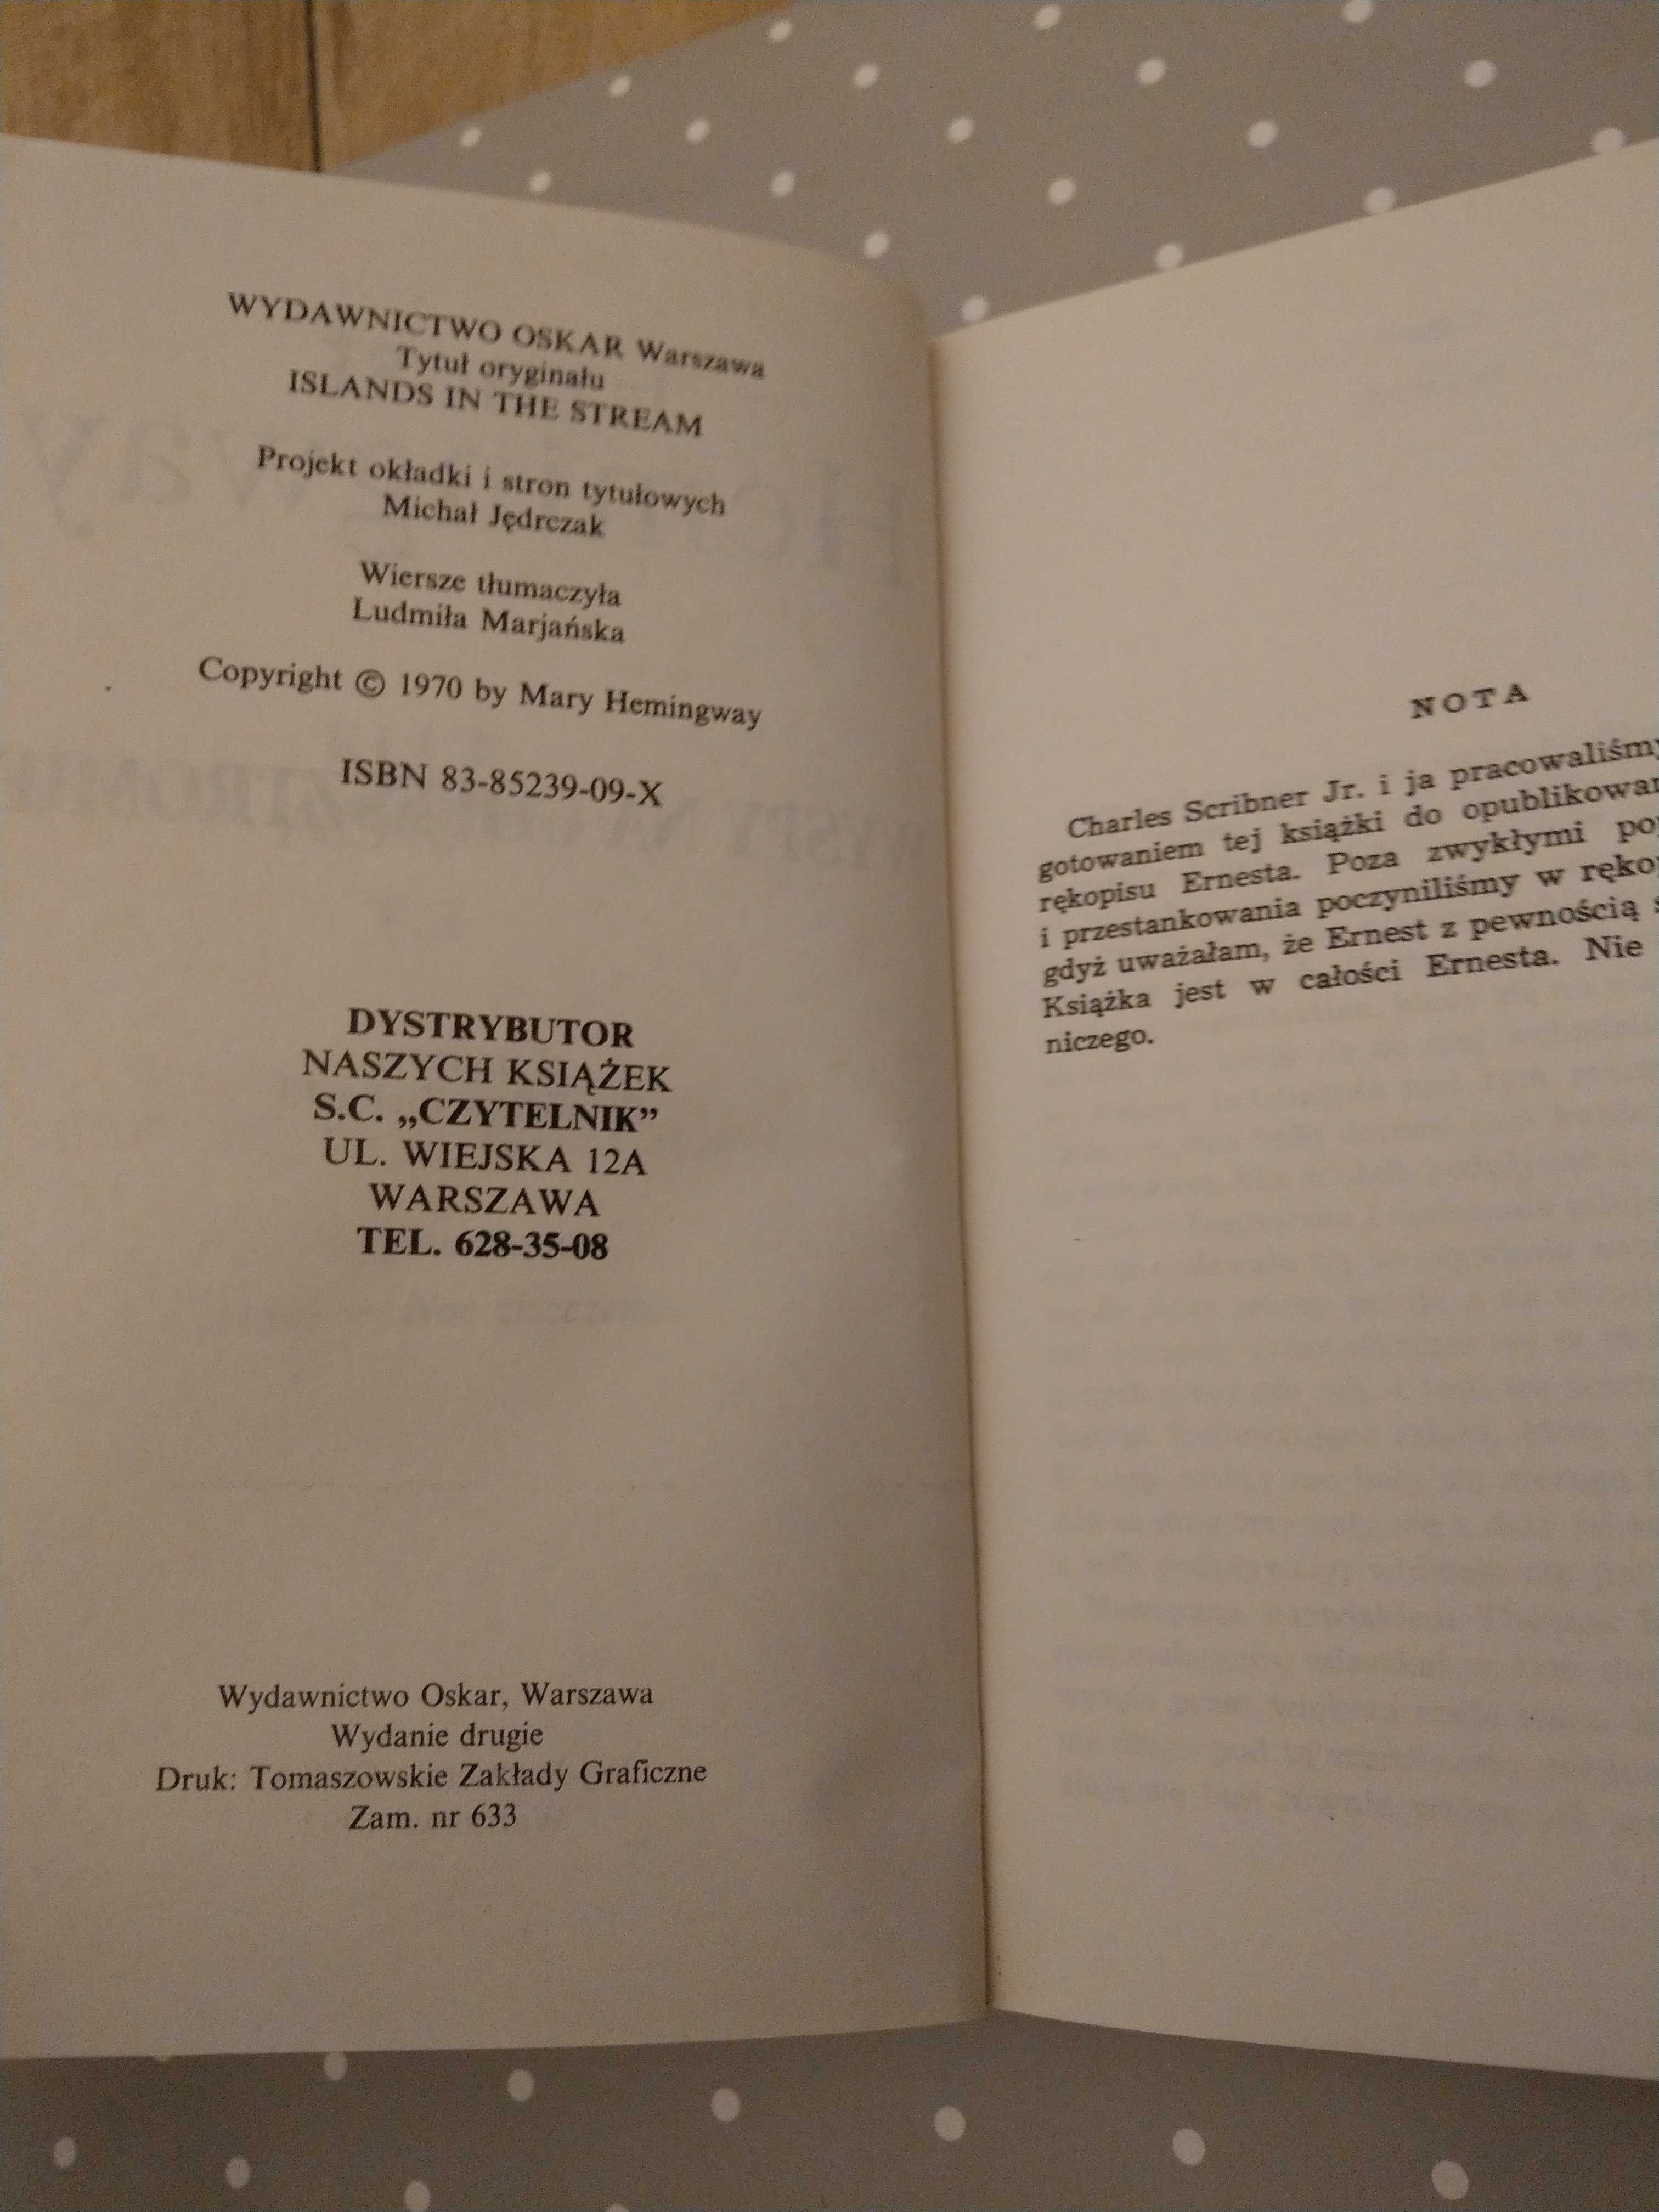 WYDAWNICTWO OSKAR Warszawa
Tytuł oryginału
ISLANDS IN THE STREAM
Projekt okładki i stron tytułowych
Michał Jędrczak
Wiersze tłumaczyła
Ludmiła Marjańska
Copyright © 1970 by Mary Hemingway
ISBN 83-85239-09-X
DYSTRYBUTOR
NASZYCH KSIĄŻEK
S.C. „CZYTELNIK”
UL. WIEJSKA 12A
WARSZAWA
TEL. 628-35-08
Wydawnictwo Oskar, Warszawa
Wydanie drugie
Druk: Tomaszowskie Zakłady Graficzne
Zam. nr 633
NOTA
Charles Scribner Jr. i ja pracowaliśmy
gotowaniem tej książki do
rękopisu Ernesta. Poza zwykłymi
i przestankowania poczyniliśmy w
gdyż uważałam, że Ernest z pewnością
Książka jest w całości Ernesta. Nie
niczego.